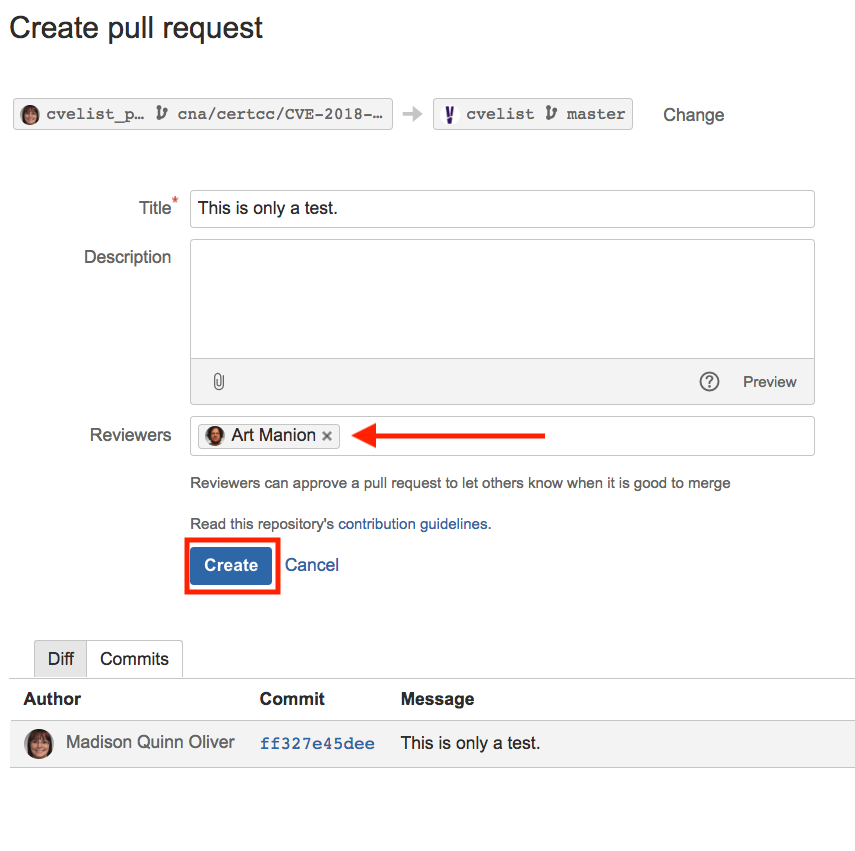 Create pull request
cvelist_p… cna/certcc/CVE-2018-… cvelist master Change
Title* This is only a test.
Description
? Preview
Reviewers Art Manion ×
Reviewers can approve a pull request to let others know when it is good to merge
Read this repository's contribution guidelines.
Create Cancel
Diff Commits
Author Commit Message
Madison Quinn Oliver ff327e45dee This is only a test.